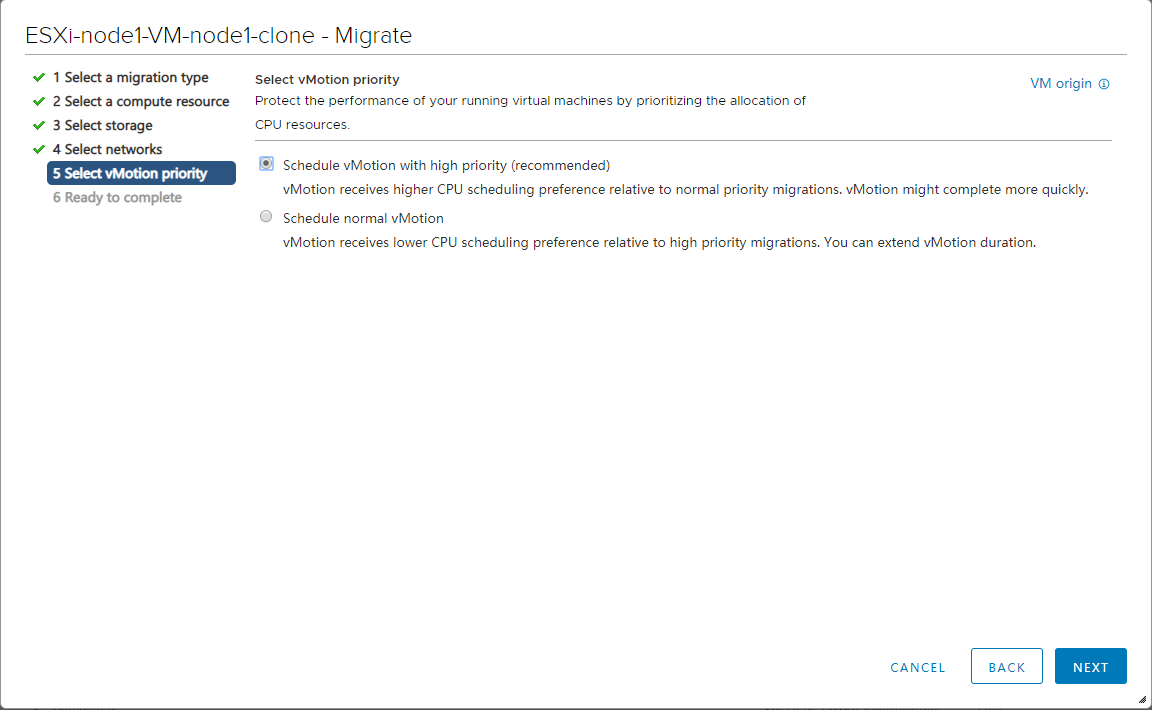 ESXi-node1-VM-node1-clone - Migrate
1 Select a migration type
2 Select a compute resource
3 Select storage
4 Select networks
5 Select vMotion priority
6 Ready to complete
Select vMotion priority
VM origin
Protect the performance of your running virtual machines by prioritizing the allocation of
CPU resources.
Schedule vMotion with high priority (recommended)
vMotion receives higher CPU scheduling preference relative to normal priority migrations. vMotion might complete more quickly.
Schedule normal vMotion
vMotion receives lower CPU scheduling preference relative to high priority migrations. You can extend vMotion duration.
CANCEL
BACK
NEXT